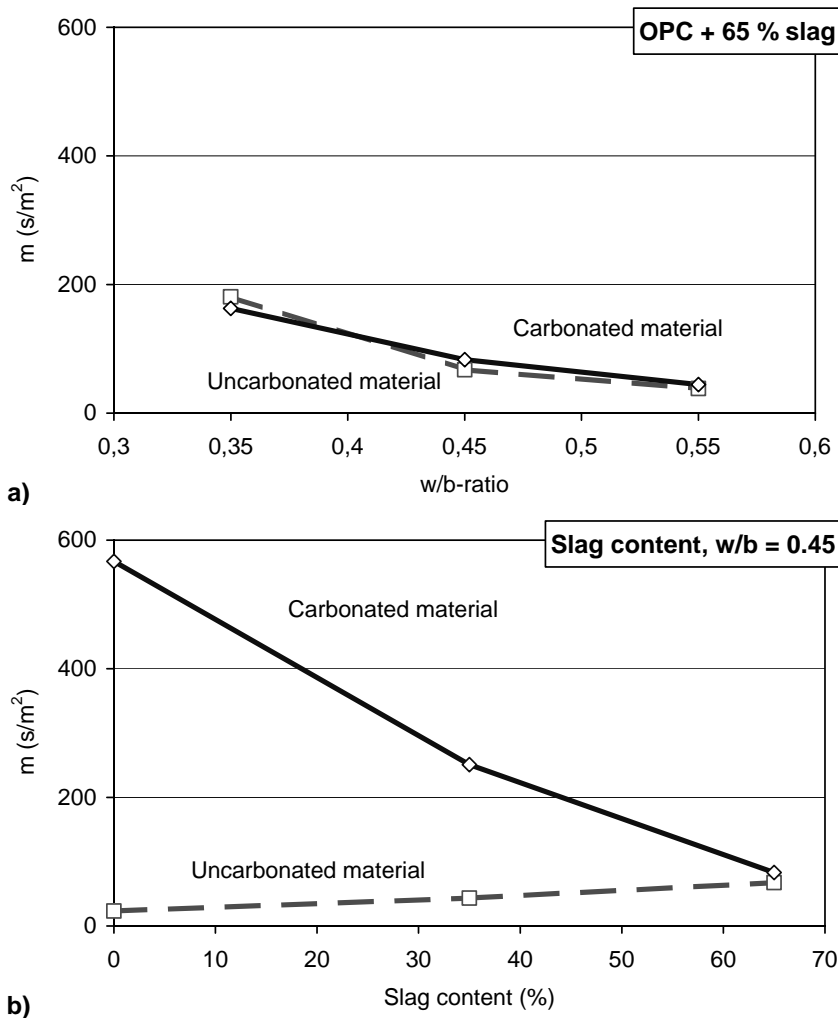 OPC + 65 % slag
600
400
200
0
m (s/m²)
Carbonated material
Uncarbonated material
0,3 0,35 0,4 0,45 0,5 0,55 0,6
w/b-ratio
a)
Slag content, w/b = 0.45
600
400
200
0
m (s/m²)
Carbonated material
Uncarbonated material
0 10 20 30 40 50 60 70
Slag content (%)
b)